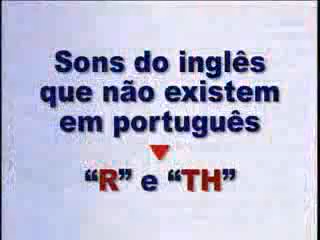 Sons do inglês
que não existem
em português
“R” e “TH”